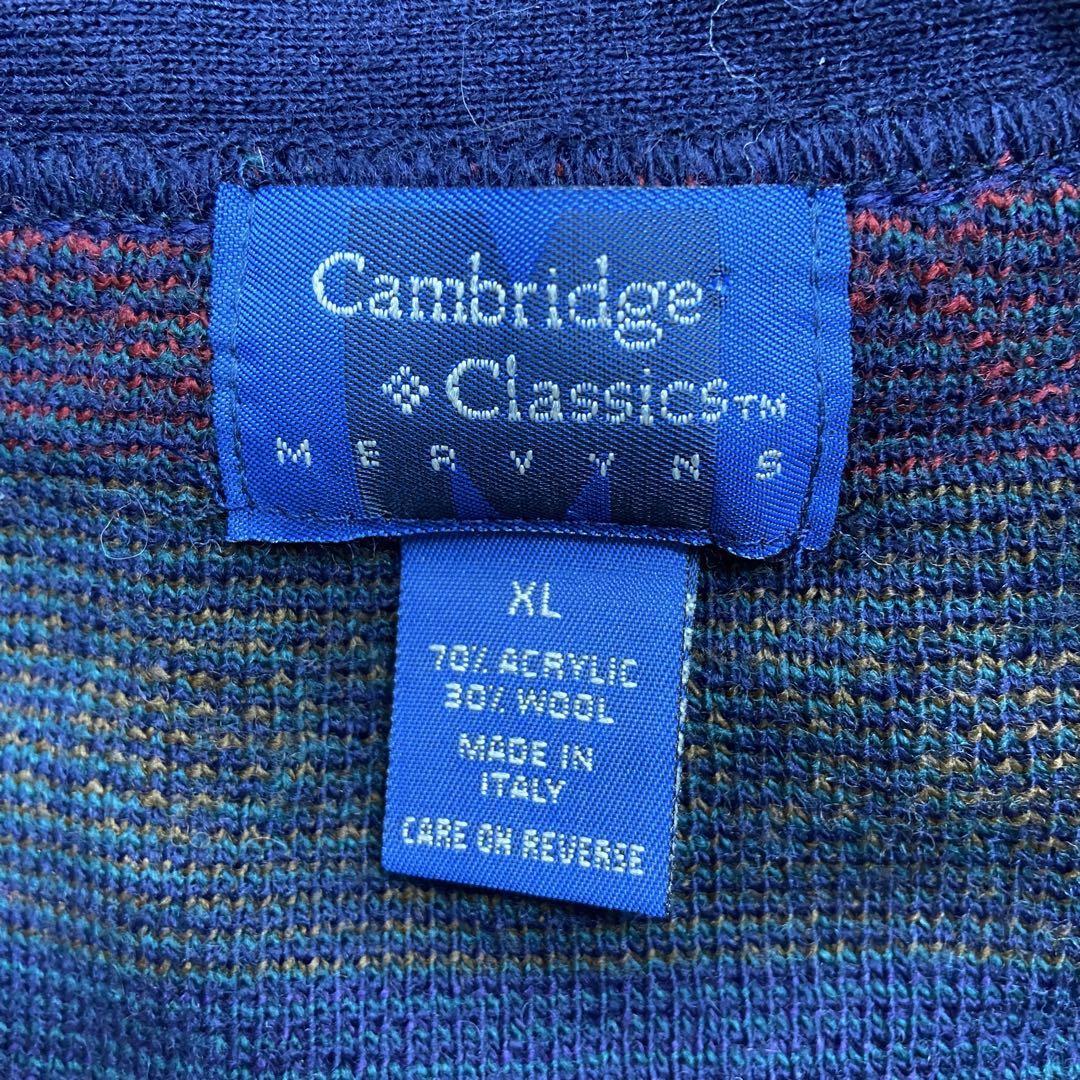 Cambridge
Classics™
MERVYNS
XL
70% ACRYLIC
30% WOOL
MADE IN
ITALY
CARE ON REVERSE